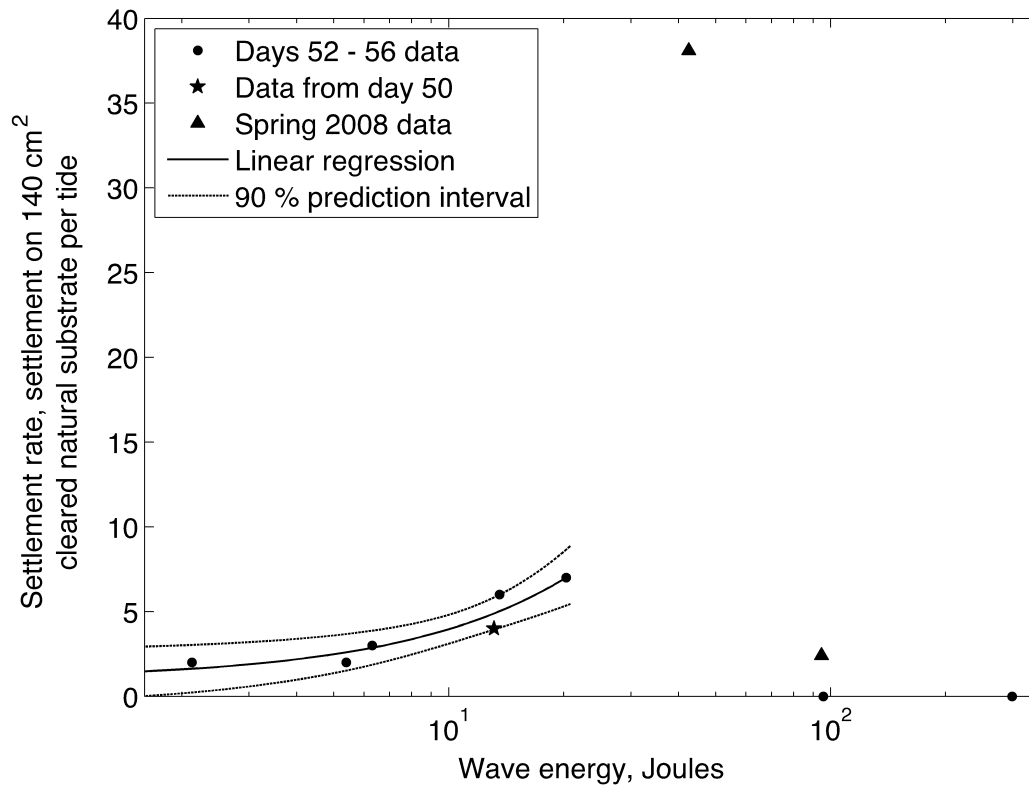 40
35
30
25
20
15
10
5
0
Settlement rate, settlement on 140 cm²
cleared natural substrate per tide
Days 52 - 56 data
Data from day 50
Spring 2008 data
Linear regression
90 % prediction interval
10¹
10²
Wave energy, Joules